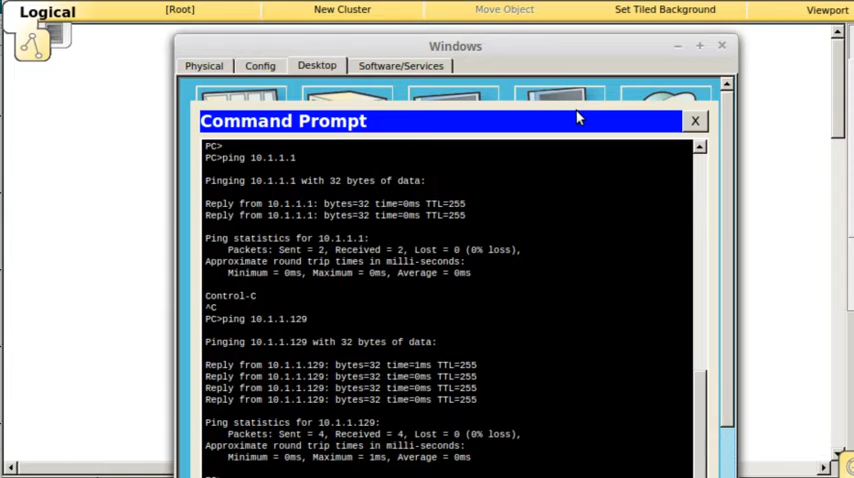 Logical
[Root]
New Cluster
Move Object
Set Tiled Background
Viewport
Windows
Physical
Config
Desktop
Software/Services
Command Prompt
X
PC>
PC>ping 10.1.1.1
Pinging 10.1.1.1 with 32 bytes of data:
Reply from 10.1.1.1: bytes=32 time=0ms TTL=255
Reply from 10.1.1.1: bytes=32 time=0ms TTL=255
Ping statistics for 10.1.1.1:
Packets: Sent = 2, Received = 2, Lost = 0 (0% loss),
Approximate round trip times in milli-seconds:
Minimum = 0ms, Maximum = 0ms, Average = 0ms
Control-C
^C
PC>ping 10.1.1.129
Pinging 10.1.1.129 with 32 bytes of data:
Reply from 10.1.1.129: bytes=32 time=1ms TTL=255
Reply from 10.1.1.129: bytes=32 time=0ms TTL=255
Reply from 10.1.1.129: bytes=32 time=0ms TTL=255
Reply from 10.1.1.129: bytes=32 time=0ms TTL=255
Ping statistics for 10.1.1.129:
Packets: Sent = 4, Received = 4, Lost = 0 (0% loss),
Approximate round trip times in milli-seconds:
Minimum = 0ms, Maximum = 1ms, Average = 0ms